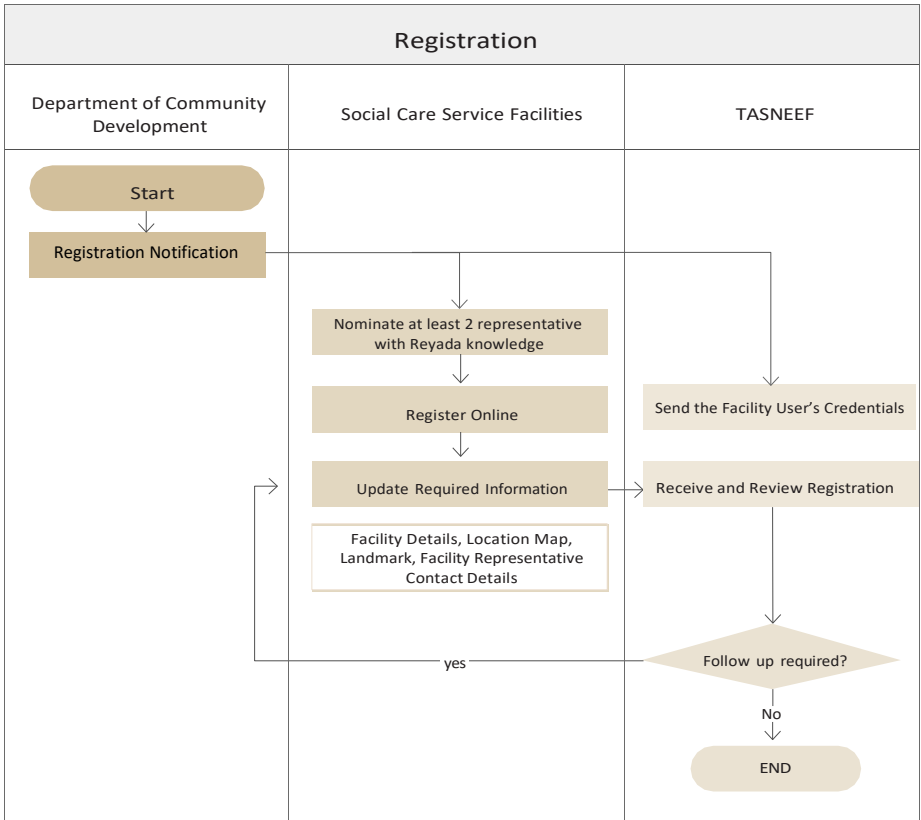 Registration
Department of Community
Development
Social Care Service Facilities
TASNEEF
Start
Registration Notification
Nominate at least 2 representative
with Reyada knowledge
Register Online
Send the Facility User’s Credentials
Update Required Information
Receive and Review Registration
Facility Details, Location Map,
Landmark, Facility Representative
Contact Details
yes
Follow up required?
No
END